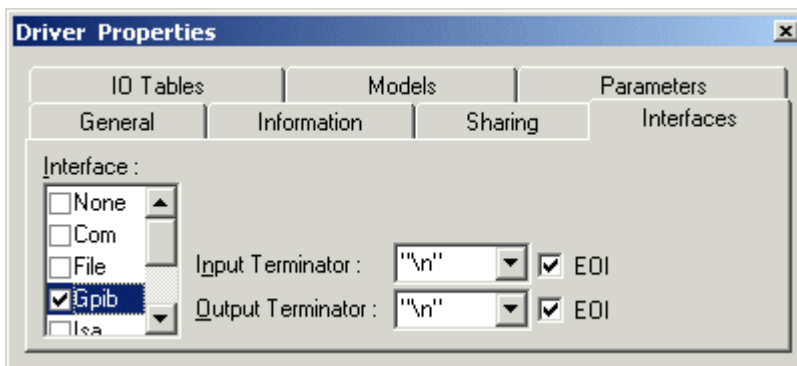 Driver Properties
IO Tables Models Parameters
General Information Sharing Interfaces
Interface :
None
Com
File
Gpib
Isa
Input Terminator : "\n" EOI
Output Terminator : "\n" EOI